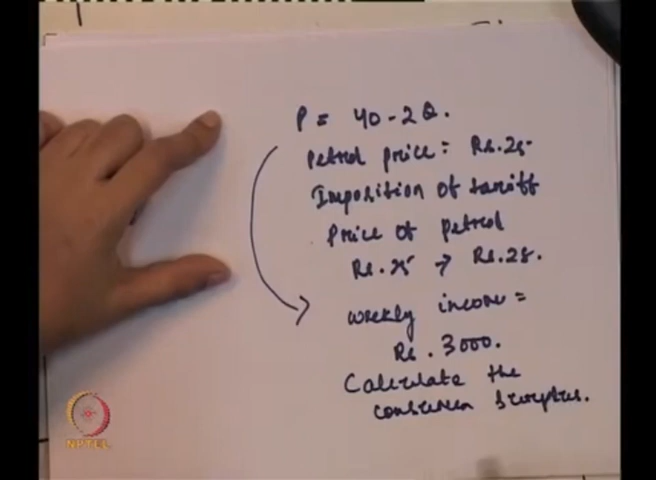 P = 40 - 2Q.
Petrol price = Rs. 25
Imposition of tariff
Price of petrol
Rs. 25 → Rs. 28.
weekly income =
Rs. 3000.
Calculate the
consumer surplus.
NPTEL